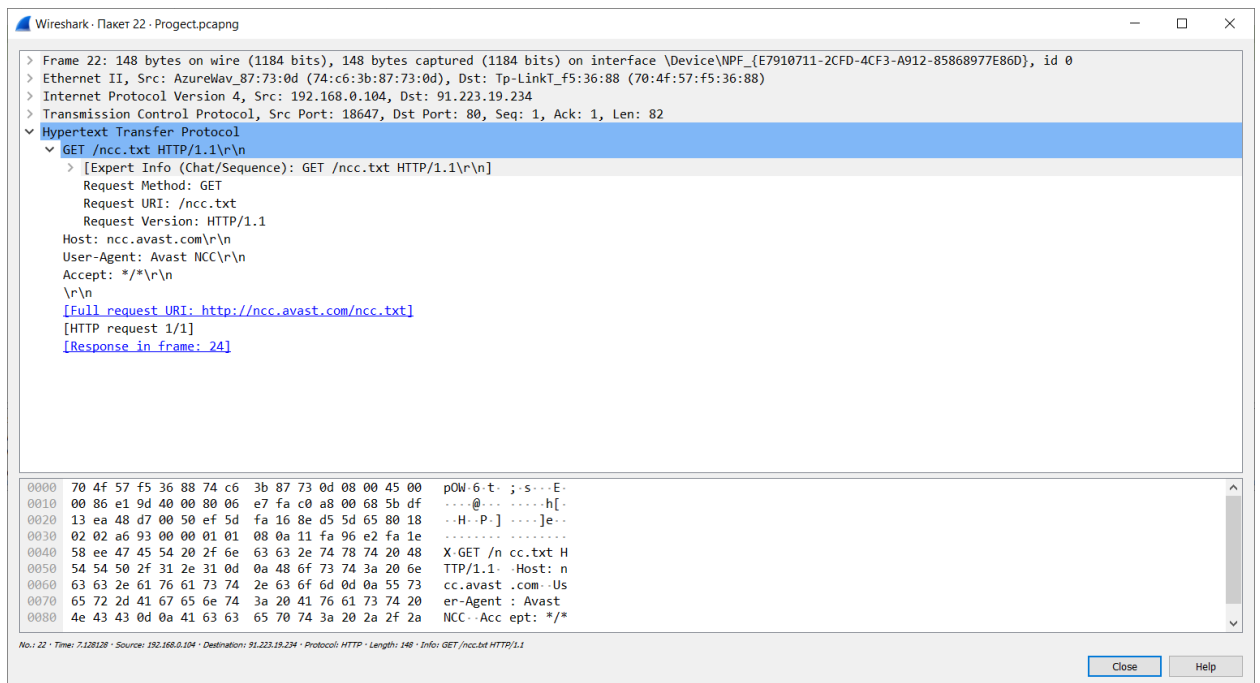 Wireshark · Пакет 22 · Progect.pcapng
> Frame 22: 148 bytes on wire (1184 bits), 148 bytes captured (1184 bits) on interface \Device\NPF_{E7910711-2CFD-4CF3-A912-85868977E86D}, id 0
> Ethernet II, Src: AzureWav_87:73:0d (74:c6:3b:87:73:0d), Dst: Tp-LinkT_f5:36:88 (70:4f:57:f5:36:88)
> Internet Protocol Version 4, Src: 192.168.0.104, Dst: 91.223.19.234
> Transmission Control Protocol, Src Port: 18647, Dst Port: 80, Seq: 1, Ack: 1, Len: 82
Hypertext Transfer Protocol
GET /ncc.txt HTTP/1.1\r\n
> [Expert Info (Chat/Sequence): GET /ncc.txt HTTP/1.1\r\n]
Request Method: GET
Request URI: /ncc.txt
Request Version: HTTP/1.1
Host: ncc.avast.com\r\n
User-Agent: Avast NCC\r\n
Accept: */*\r\n
\r\n
[Full request URI: http://ncc.avast.com/ncc.txt]
[HTTP request 1/1]
[Response in frame: 24]
0000 70 4f 57 f5 36 88 74 c6 3b 87 73 0d 08 00 45 00 pOW·6·t· ;·s···E·
0010 00 86 e1 9d 40 00 80 06 e7 fa c0 a8 00 68 5b df ····@··· ·····h[·
0020 13 ea 48 d7 00 50 ef 5d fa 16 8e d5 5d 65 80 18 ··H··P·] ····]e··
0030 02 02 a6 93 00 00 01 01 08 0a 11 fa 96 e2 fa 1e ········ ········
0040 58 ee 47 45 54 20 2f 6e 63 63 2e 74 78 74 20 48 X·GET /n cc.txt H
0050 54 54 50 2f 31 2e 31 0d 0a 48 6f 73 74 3a 20 6e TTP/1.1· ·Host: n
0060 63 63 2e 61 76 61 73 74 2e 63 6f 6d 0d 0a 55 73 cc.avast .com··Us
0070 65 72 2d 41 67 65 6e 74 3a 20 41 76 61 73 74 20 er-Agent : Avast
0080 4e 43 43 0d 0a 41 63 63 65 70 74 3a 20 2a 2f 2a NCC··Acc ept: */*
No.: 22 · Time: 7.128128 · Source: 192.168.0.104 · Destination: 91.223.19.234 · Protocol: HTTP · Length: 148 · Info: GET /ncc.txt HTTP/1.1
Close Help